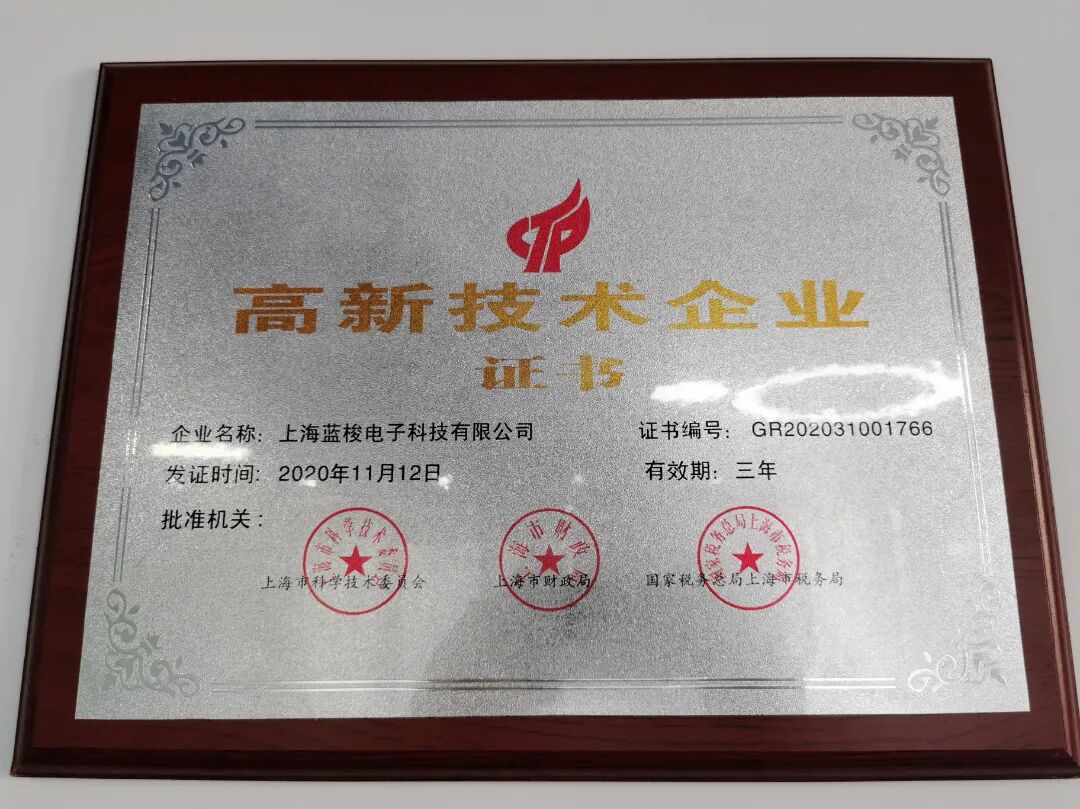 CTP
高新技术企业
证书
企业名称：上海蓝梭电子科技有限公司 证书编号：GR202031001766
发证时间：2020年11月12日 有效期：三年
批准机关：
上海市科学技术委员会 上海市财政局 国家税务总局上海市税务局